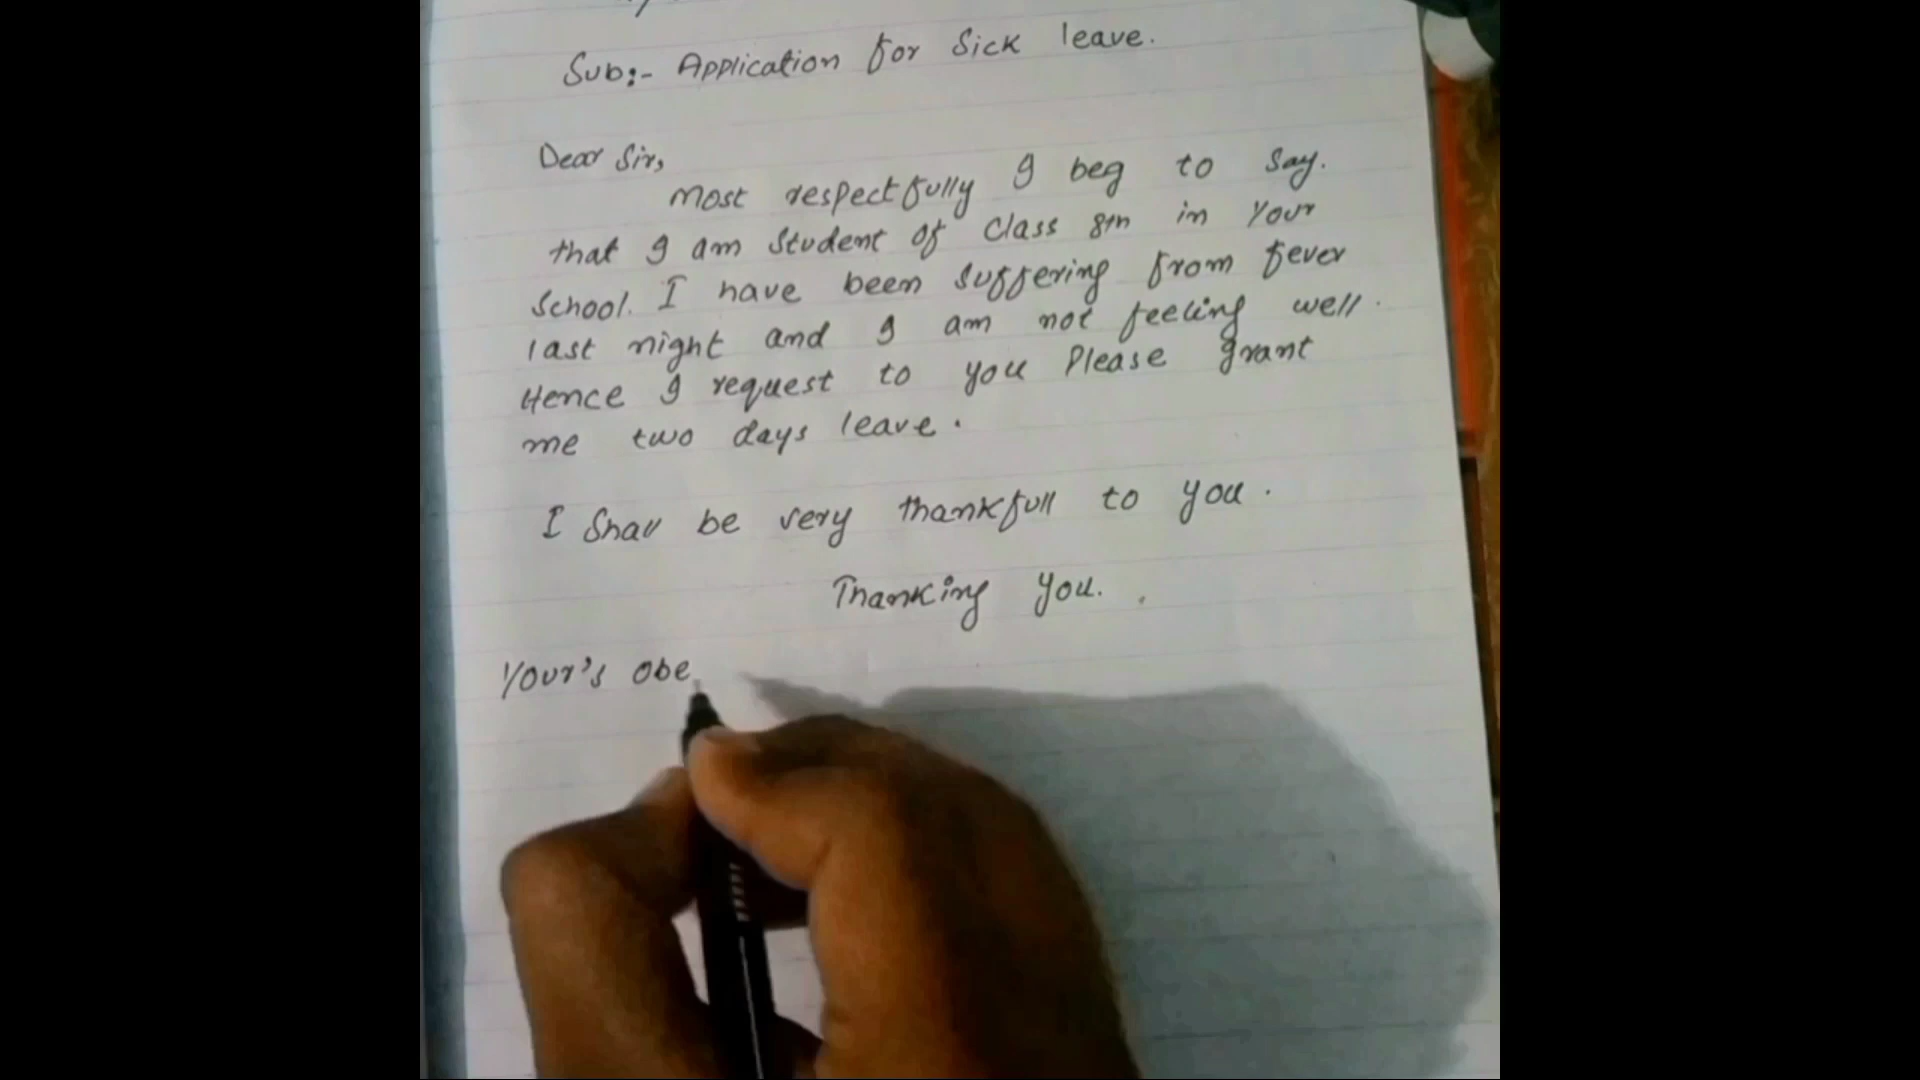 Sub:- Application for Sick leave.
Dear Sir,
Most respectfully I beg to say.
that I am Student of Class 8th in Your
School. I have been suffering from fever
last night and I am not feeling well.
Hence I request to you Please grant
me two days leave.
I Shall be very thankfull to you.
Thanking you.
Your's obe